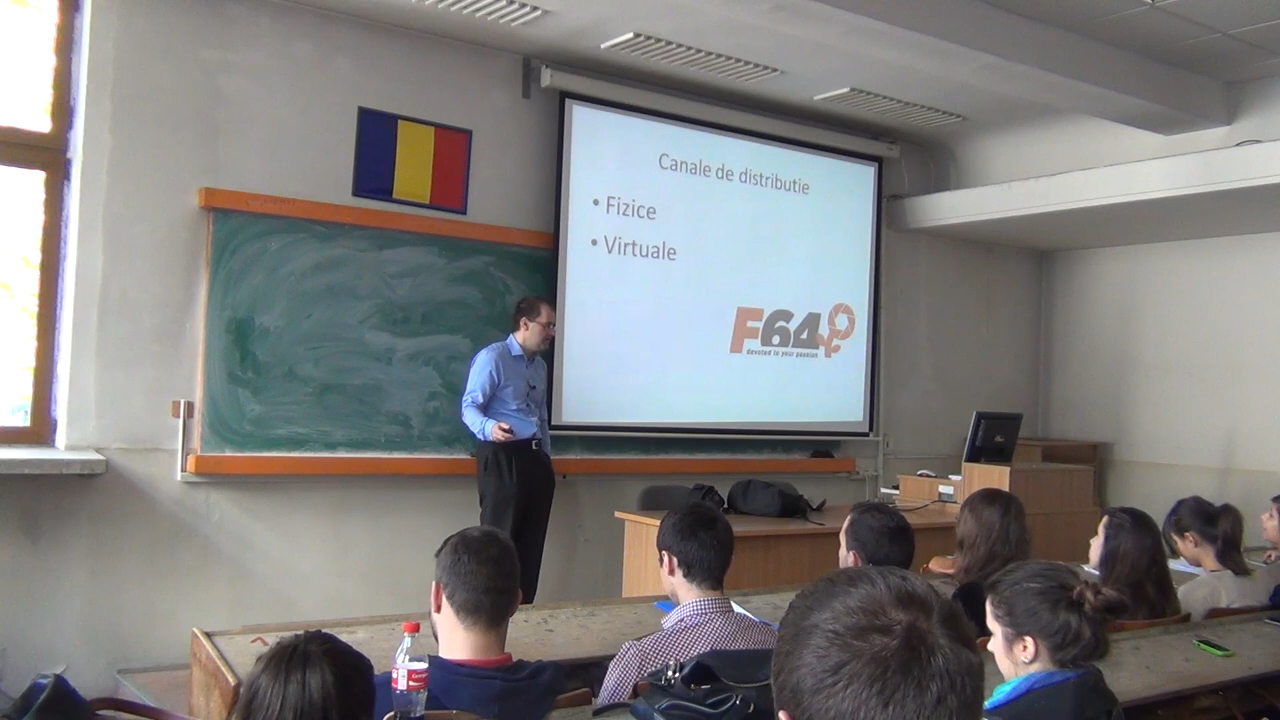 Canale de distributie
• Fizice
• Virtuale
F64
devoted to your passion